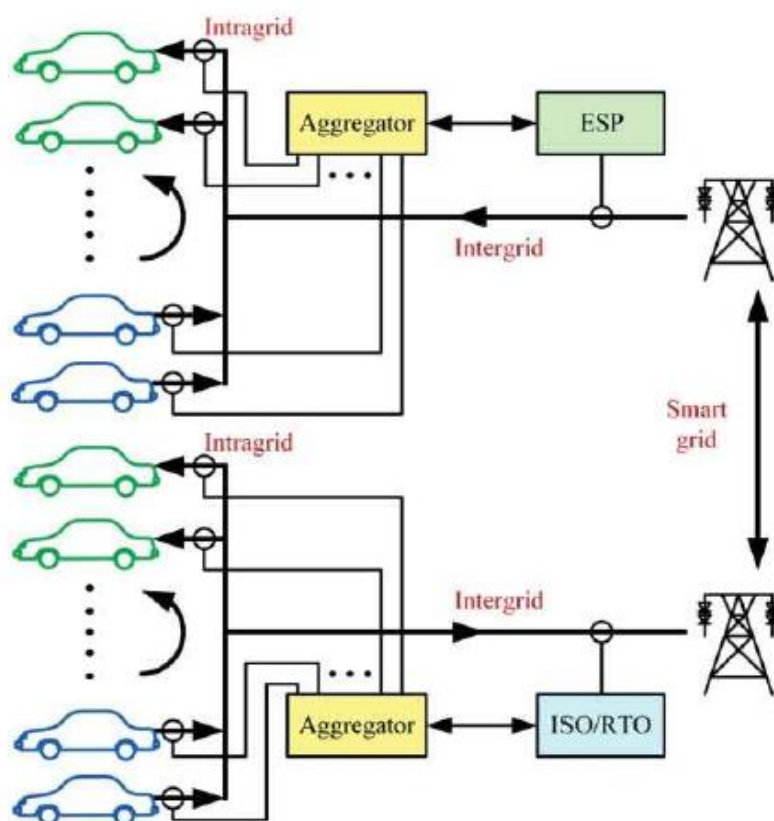 Intragrid
Aggregator
ESP
Intergrid
Smart
grid
Intragrid
Intergrid
Aggregator
ISO/RTO